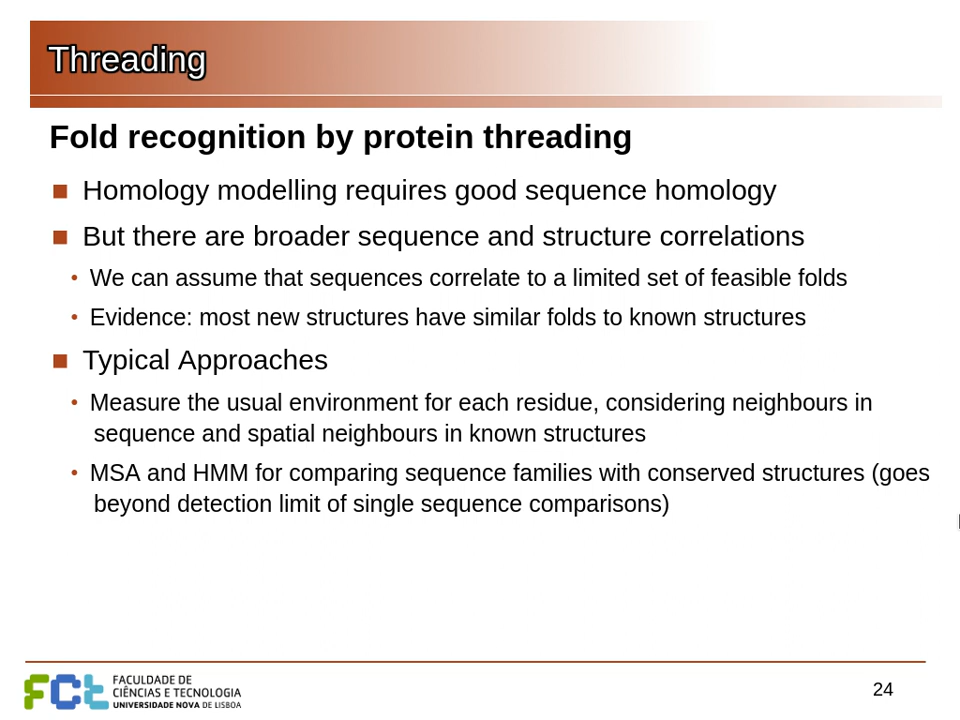 Threading
Fold recognition by protein threading
Homology modelling requires good sequence homology
But there are broader sequence and structure correlations
• We can assume that sequences correlate to a limited set of feasible folds
• Evidence: most new structures have similar folds to known structures
Typical Approaches
• Measure the usual environment for each residue, considering neighbours in
sequence and spatial neighbours in known structures
• MSA and HMM for comparing sequence families with conserved structures (goes
beyond detection limit of single sequence comparisons)
FCt
FACULDADE DE
CIÊNCIAS E TECNOLOGIA
UNIVERSIDADE NOVA DE LISBOA
24